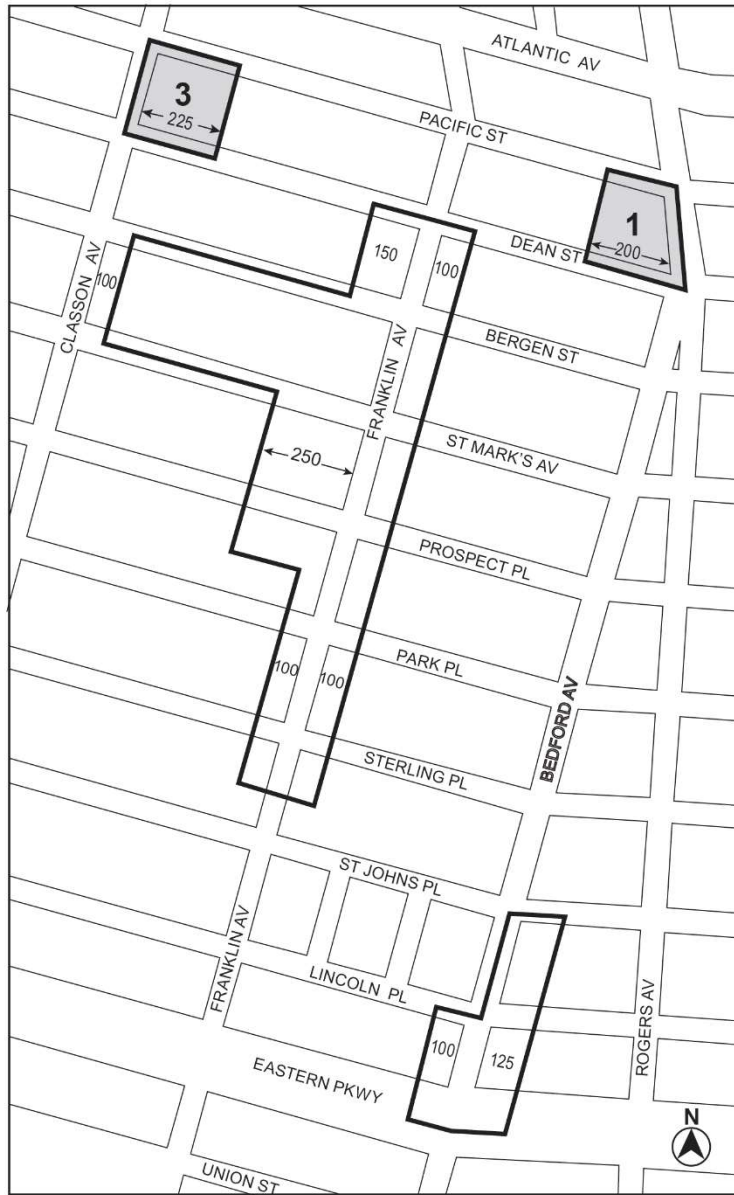 ATLANTIC AV
3
225
PACIFIC ST
1
200
DEAN ST
150
100
CLASSON AV
100
BERGEN ST
FRANKLIN AV
250
ST MARK'S AV
PROSPECT PL
PARK PL
100
100
BEDFORD AV
STERLING PL
ST JOHNS PL
FRANKLIN AV
LINCOLN PL
ROGERS AV
100
125
EASTERN PKWY
N
UNION ST